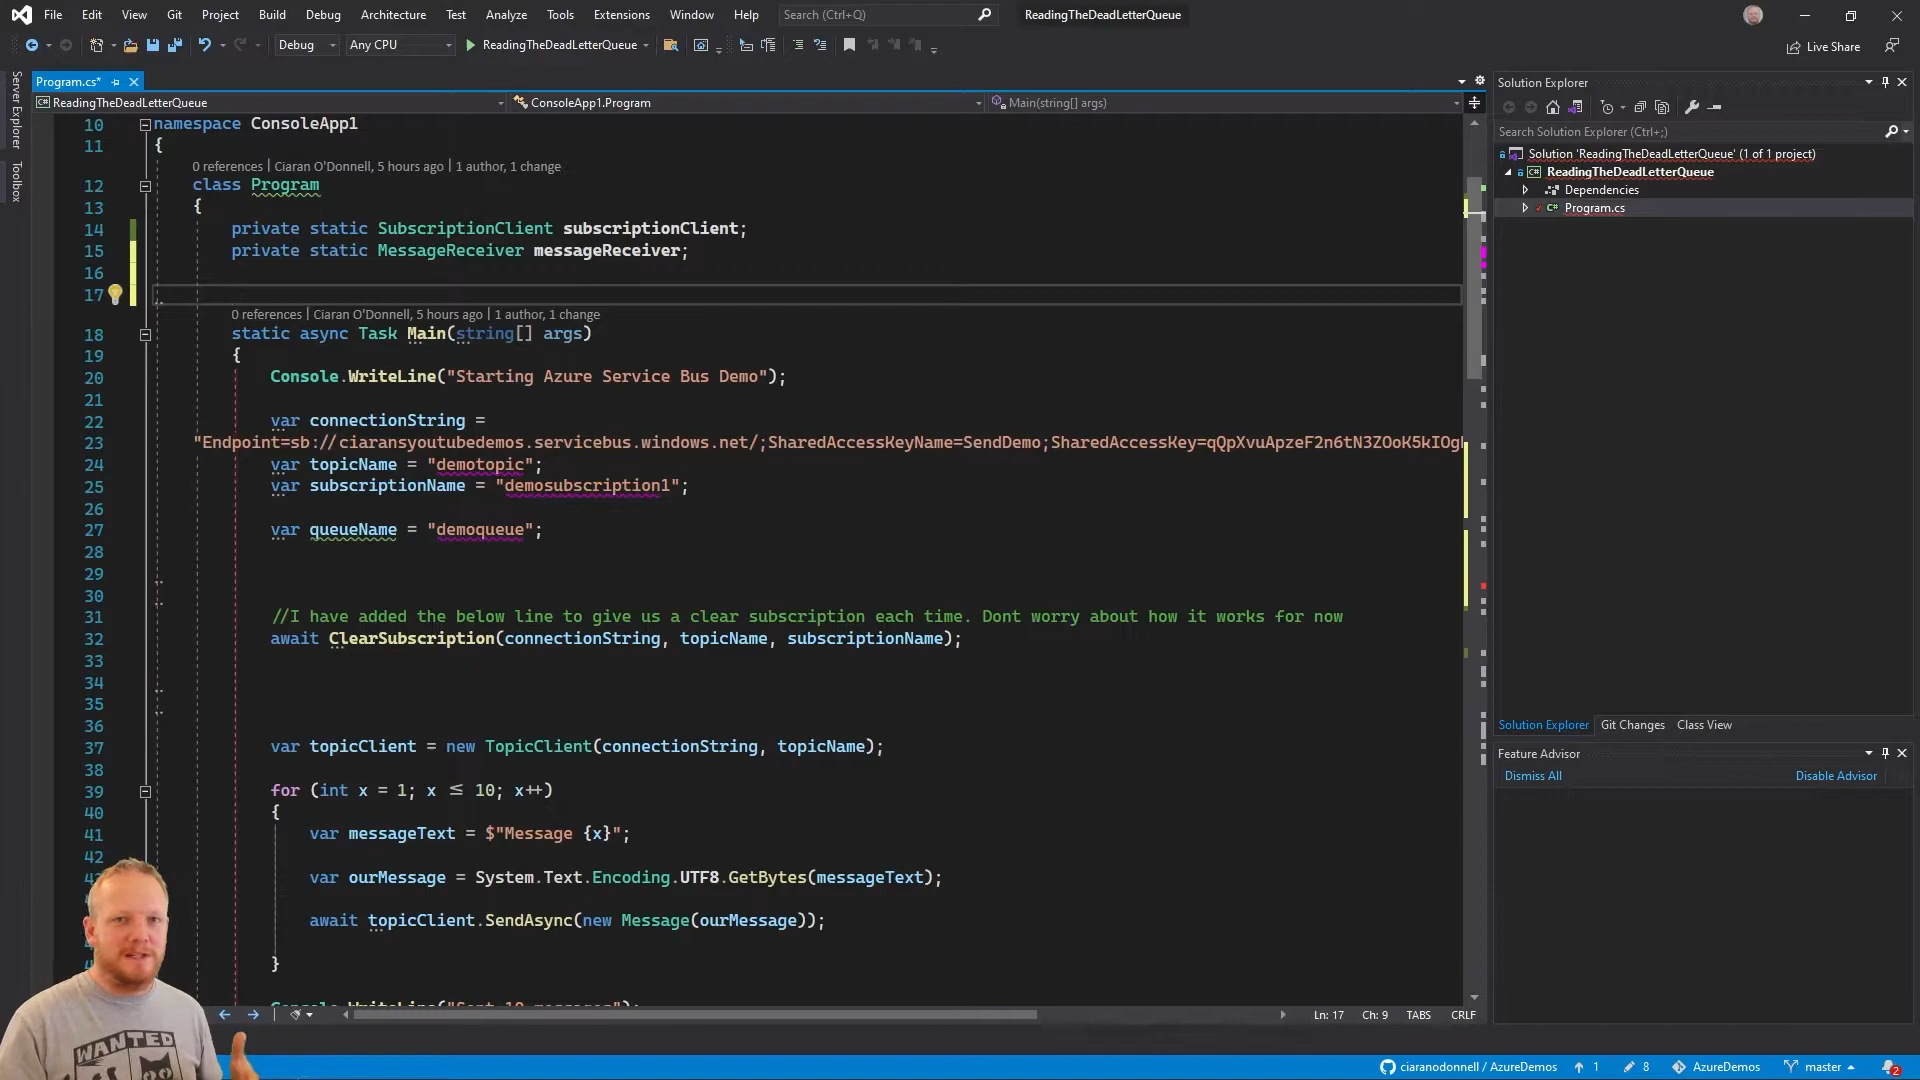 File Edit View Git Project Build Debug Architecture Test Analyze Tools Extensions Window Help Search (Ctrl+Q) ReadingTheDeadLetterQueue
Debug Any CPU ReadingTheDeadLetterQueue Live Share
Server Explorer
Toolbox
Program.cs*
ReadingTheDeadLetterQueue ConsoleApp1.Program Main(string[] args)
10 namespace ConsoleApp1
11 {
0 references | Ciaran O'Donnell, 5 hours ago | 1 author, 1 change
12 class Program
13 {
14 private static SubscriptionClient subscriptionClient;
15 private static MessageReceiver messageReceiver;
16
17
0 references | Ciaran O'Donnell, 5 hours ago | 1 author, 1 change
18 static async Task Main(string[] args)
19 {
20 Console.WriteLine("Starting Azure Service Bus Demo");
21
22 var connectionString =
23 "Endpoint=sb://ciaransyoutubedemos.servicebus.windows.net/;SharedAccessKeyName=SendDemo;SharedAccessKey=qQpXvuApzeF2n6tN3ZOoK5kIOg
24 var topicName = "demotopic";
25 var subscriptionName = "demosubscription1";
26
27 var queueName = "demoqueue";
28
29
30
31 //I have added the below line to give us a clear subscription each time. Dont worry about how it works for now
32 await ClearSubscription(connectionString, topicName, subscriptionName);
33
34
35
36
37 var topicClient = new TopicClient(connectionString, topicName);
38
39 for (int x = 1; x ≤ 10; x++)
40 {
41 var messageText = $"Message {x}";
42
var ourMessage = System.Text.Encoding.UTF8.GetBytes(messageText);
await topicClient.SendAsync(new Message(ourMessage));
}
Console.WriteLine("Sent 10 messages");
Ln: 17 Ch: 9 TABS CRLF
Solution Explorer
Search Solution Explorer (Ctrl+;)
Solution 'ReadingTheDeadLetterQueue' (1 of 1 project)
ReadingTheDeadLetterQueue
Dependencies
Program.cs
Solution Explorer Git Changes Class View
Feature Advisor
Dismiss All Disable Advisor
WANTED
ciaranodonnell / AzureDemos 1 8 AzureDemos master 2